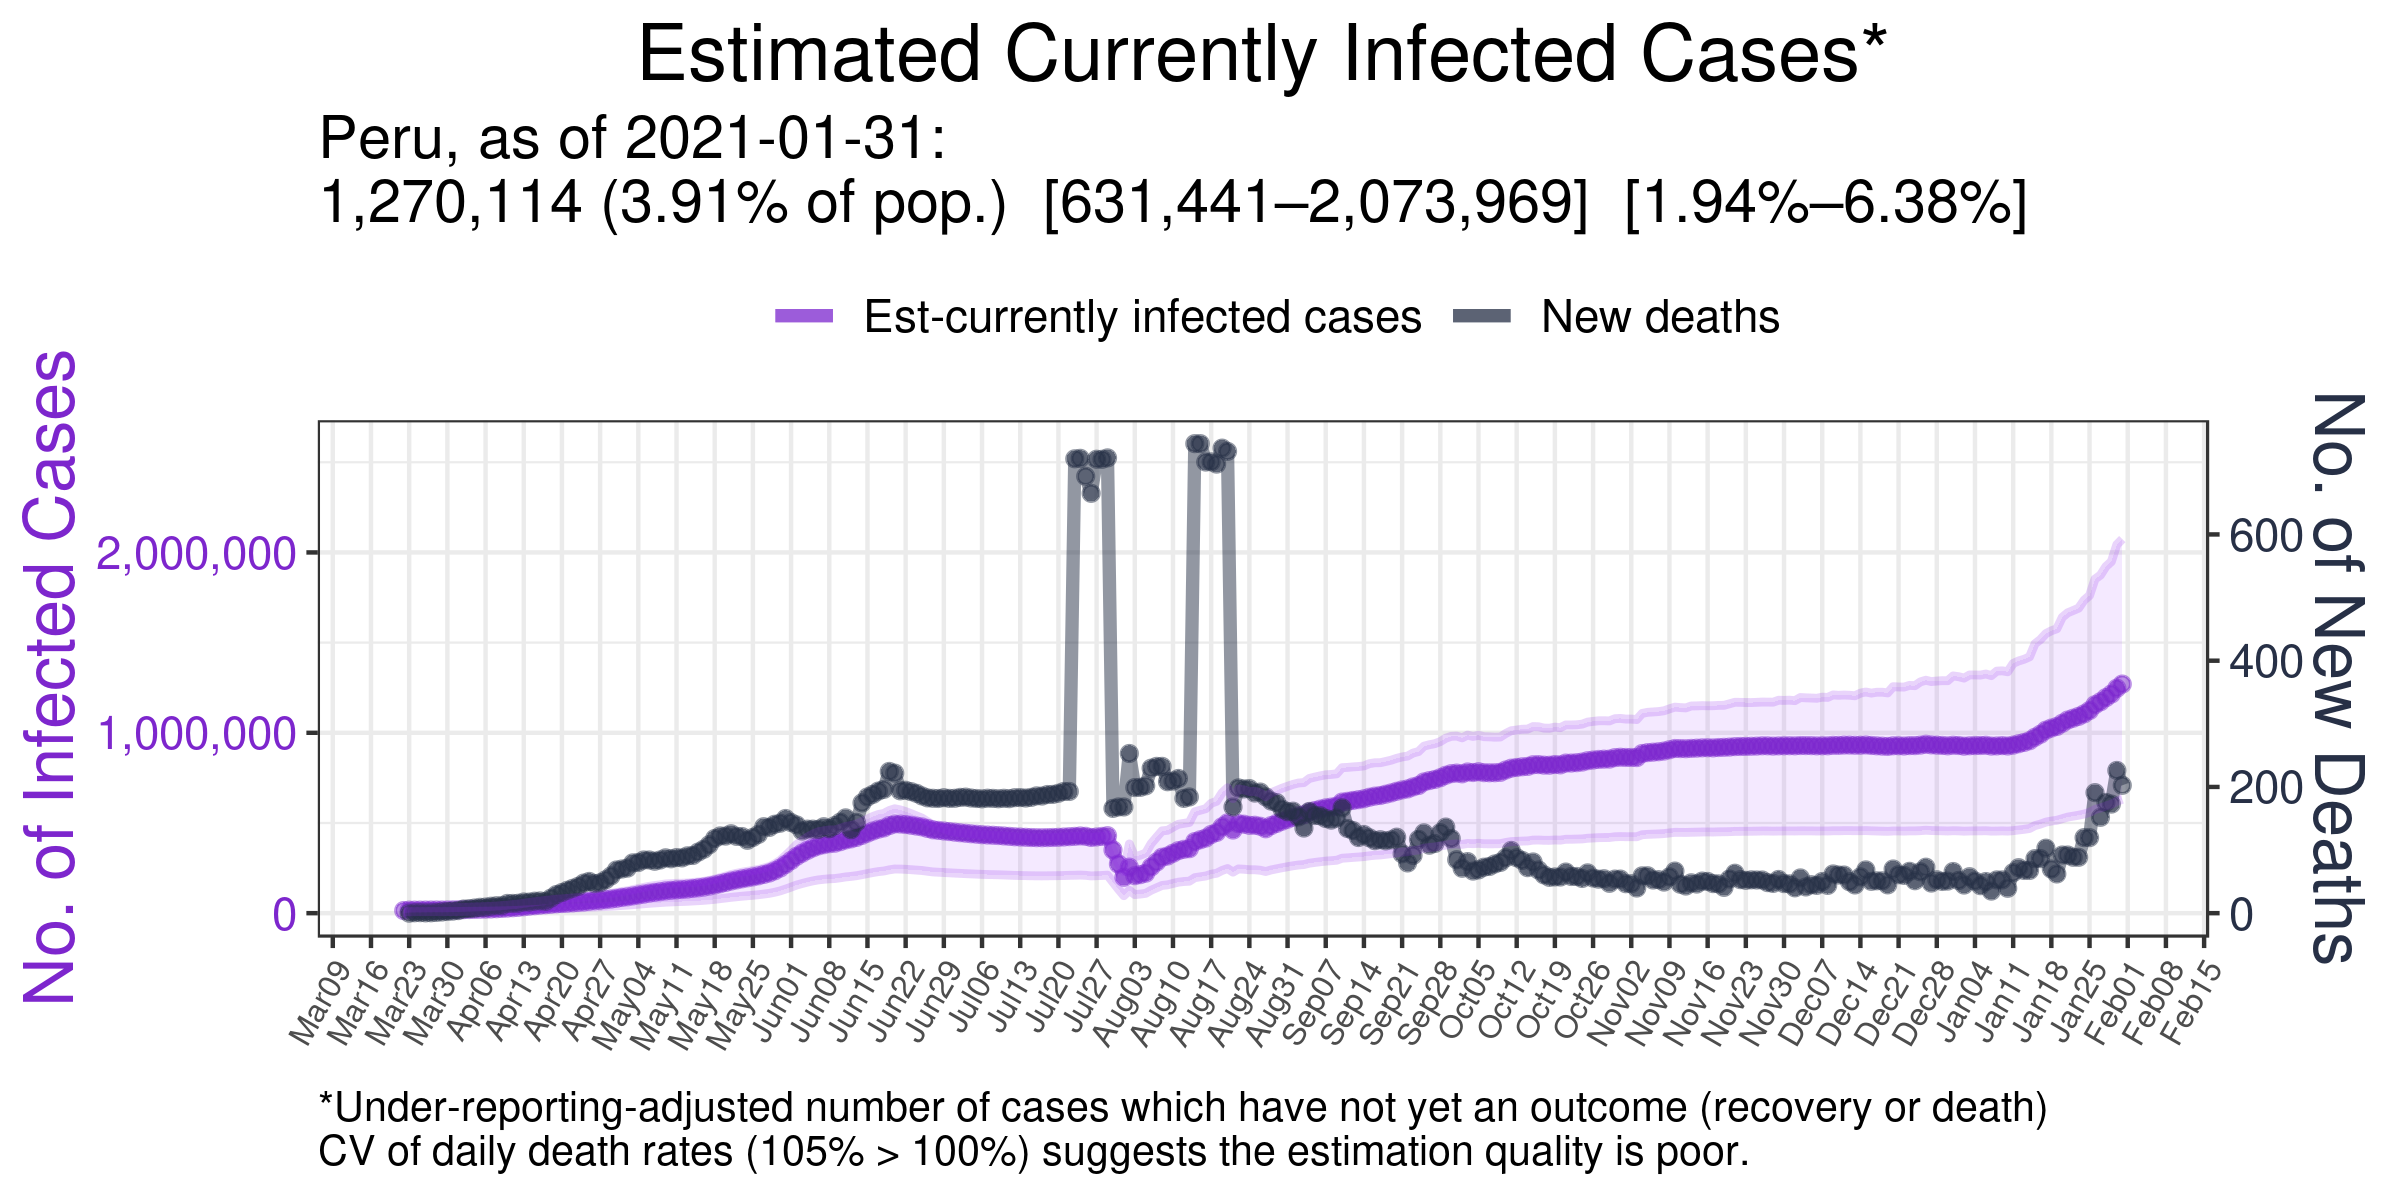 Estimated Currently Infected Cases*
Peru, as of 2021-01-31:
1,270,114 (3.91% of pop.)  [631,441–2,073,969]  [1.94%–6.38%]
Est-currently infected cases
New deaths
No. of Infected Cases
2,000,000
1,000,000
0
No. of New Deaths
600
400
200
0
Mar09
Mar16
Mar23
Mar30
Apr06
Apr13
Apr20
Apr27
May04
May11
May18
May25
Jun01
Jun08
Jun15
Jun22
Jun29
Jul06
Jul13
Jul20
Jul27
Aug03
Aug10
Aug17
Aug24
Aug31
Sep07
Sep14
Sep21
Sep28
Oct05
Oct12
Oct19
Oct26
Nov02
Nov09
Nov16
Nov23
Nov30
Dec07
Dec14
Dec21
Dec28
Jan04
Jan11
Jan18
Jan25
Feb01
Feb08
Feb15
*Under-reporting-adjusted number of cases which have not yet an outcome (recovery or death)
CV of daily death rates (105% > 100%) suggests the estimation quality is poor.